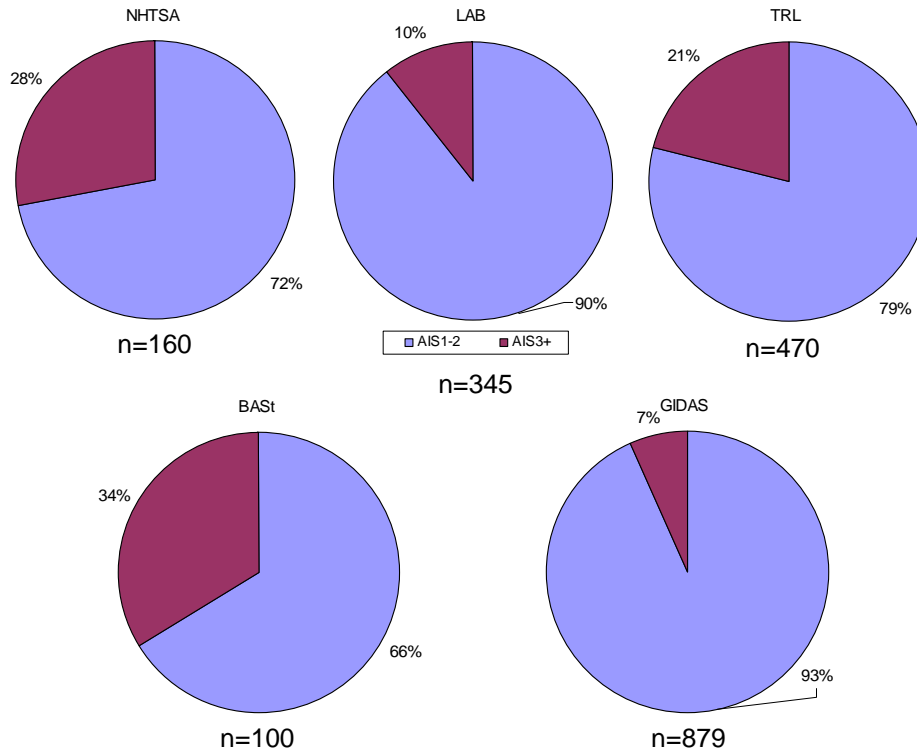 NHTSA
28%
72%
n=160
LAB
10%
90%
AIS1-2 AIS3+
n=345
TRL
21%
79%
n=470
BASt
34%
66%
n=100
GIDAS
7%
93%
n=879